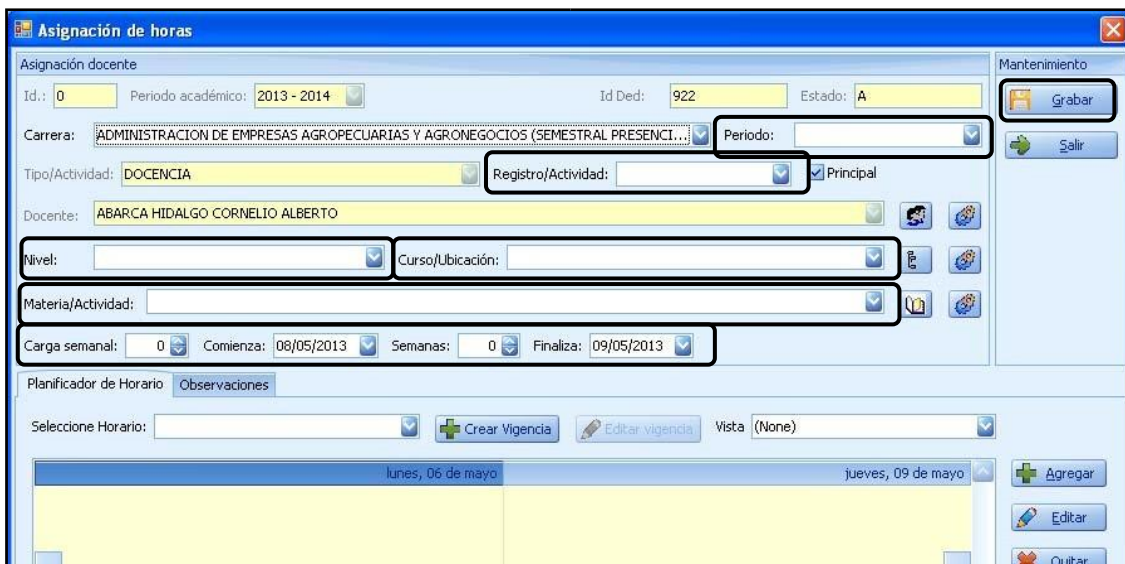 Asignación de horas
Asignación docente
Mantenimiento
Id.: 0 Periodo académico: 2013 - 2014 Id Ded: 922 Estado: A
Grabar
Carrera: ADMINISTRACION DE EMPRESAS AGROPECUARIAS Y AGRONEGOCIOS (SEMESTRAL PRESENCI... Periodo:
Salir
Tipo/Actividad: DOCENCIA Registro/Actividad: Principal
Docente: ABARCA HIDALGO CORNELIO ALBERTO
Nivel: Curso/Ubicación:
Materia/Actividad:
Carga semanal: 0 Comienza: 08/05/2013 Semanas: 0 Finaliza: 09/05/2013
Planificador de Horario Observaciones
Seleccione Horario: Crear Vigencia Editar vigencia Vista (None)
lunes, 06 de mayo jueves, 09 de mayo
Agregar
Editar
Quitar